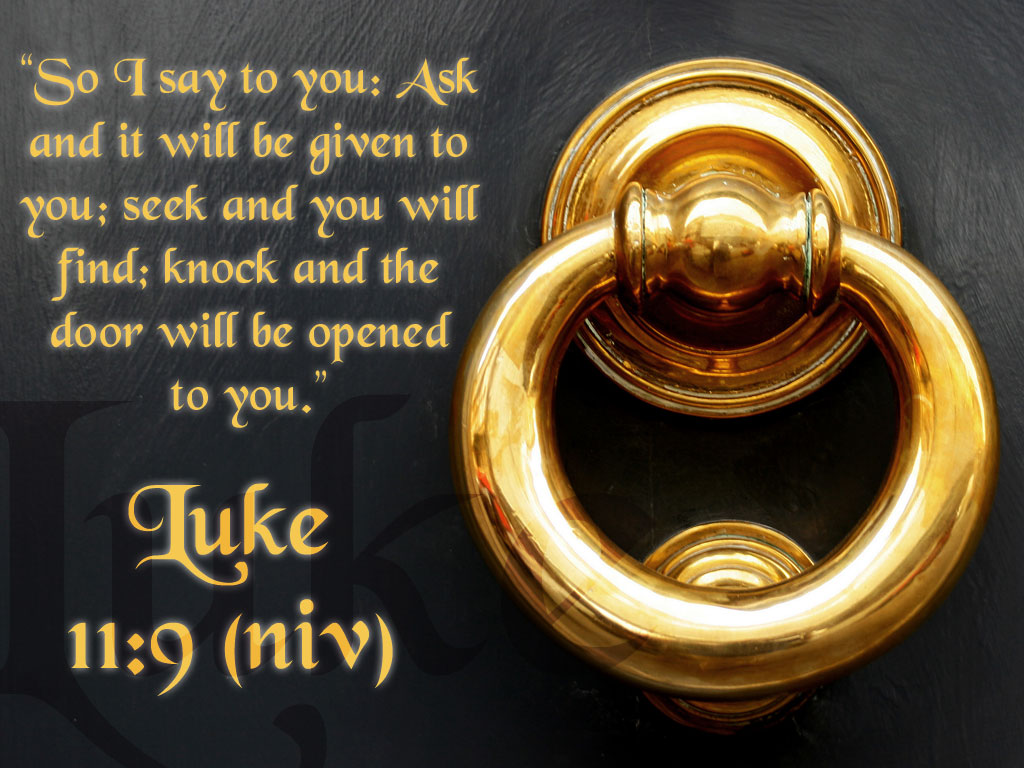 “So I say to you: Ask
and it will be given to
you; seek and you will
find; knock and the
door will be opened
to you.”
Luke
11:9 (niv)
Luke